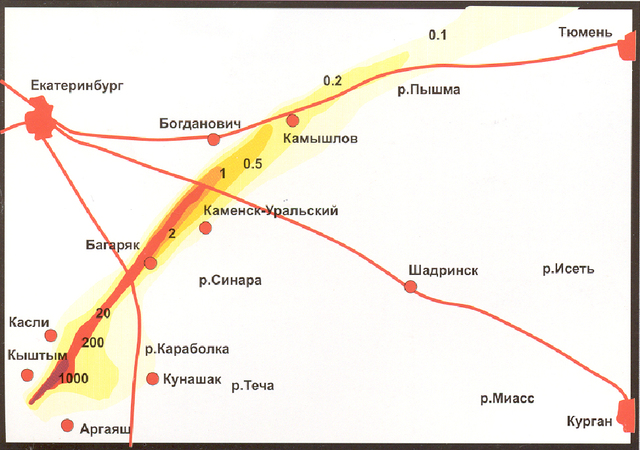 Тюмень
0.1
0.2
Екатеринбург
р.Пышма
Богданович
Камышлов
0.5
1
Каменск-Уральский
2
Багаряк
Шадринск
р.Исеть
р.Синара
20
Касли
200
р.Караболка
Кыштым
1000
Кунашак
р.Теча
р.Миасс
Курган
Аргаяш